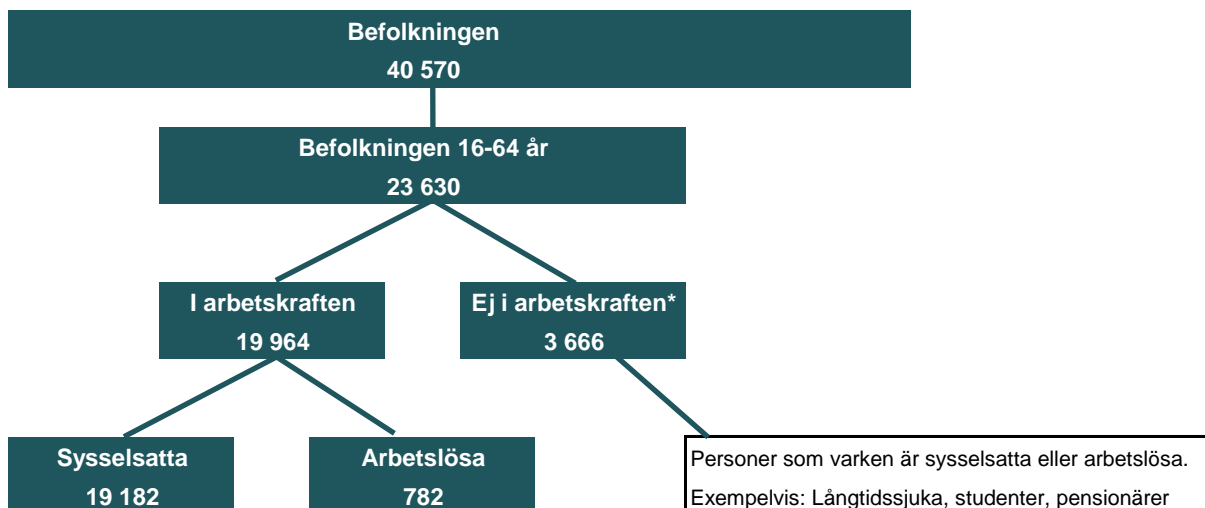 Befolkningen
40 570
Befolkningen 16-64 år
23 630
I arbetskraften
19 964
Ej i arbetskraften*
3 666
Sysselsatta
19 182
Arbetslösa
782
Personer som varken är sysselsatta eller arbetslösa.
Exempelvis: Långtidssjuka, studenter, pensionärer